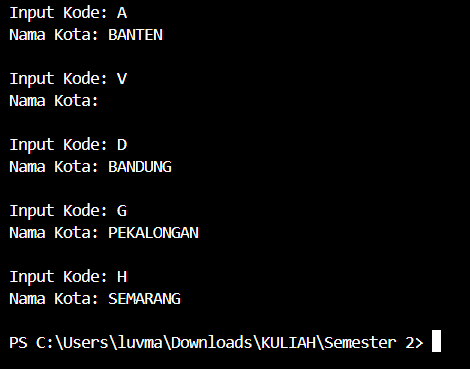 Input Kode: A
Nama Kota: BANTEN
Input Kode: V
Nama Kota:
Input Kode: D
Nama Kota: BANDUNG
Input Kode: G
Nama Kota: PEKALONGAN
Input Kode: H
Nama Kota: SEMARANG
PS C:\Users\luvma\Downloads\KULIAH\Semester 2>